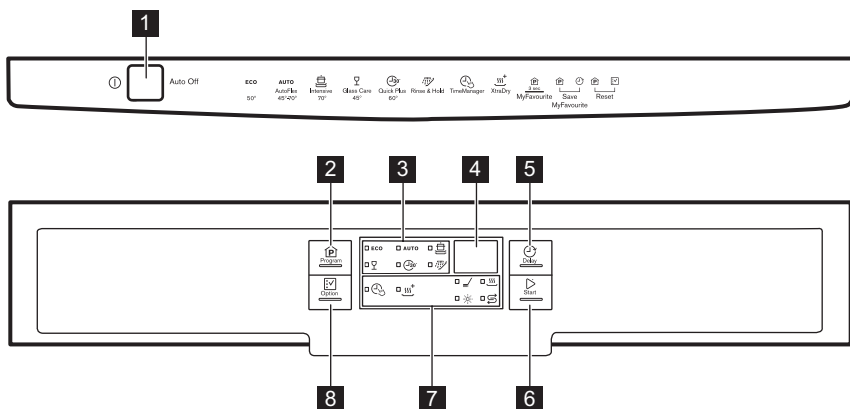 1
Auto Off
ECO
50°
AUTO
AutoFlex
45°-70°
Intensive
70°
Glass Care
45°
30'
Quick Plus
60°
Rinse & Hold
TimeManager
XtraDry
P
3 sec
MyFavourite
P
Save
MyFavourite
P
Reset
2
3
4
5
P
Program
ECO
AUTO
30'
Delay
Option
Start
8
7
6